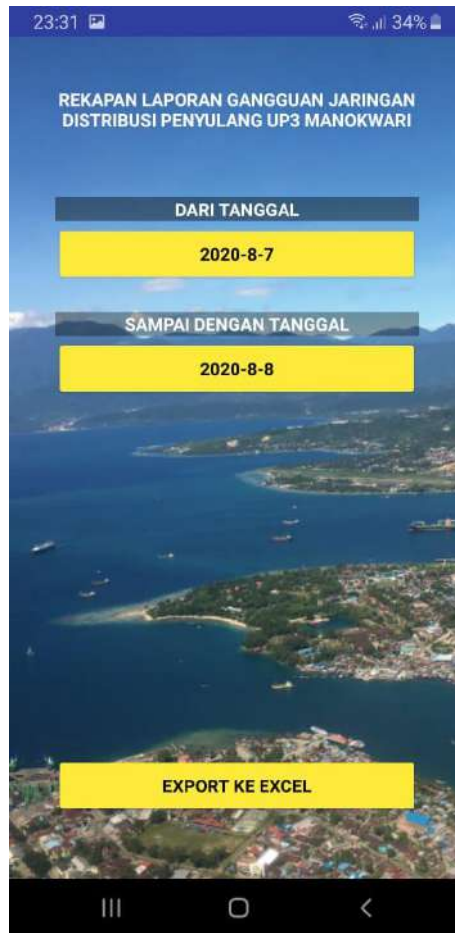 23:31 34%
REKAPAN LAPORAN GANGGUAN JARINGAN
DISTRIBUSI PENYULANG UP3 MANOKWARI
DARI TANGGAL
2020-8-7
SAMPAI DENGAN TANGGAL
2020-8-8
EXPORT KE EXCEL